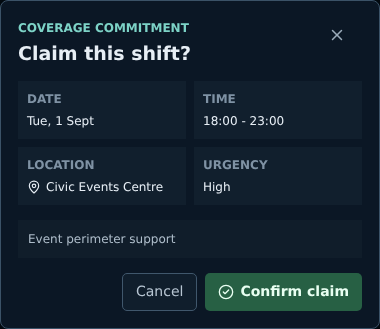 COVERAGE COMMITMENT
Claim this shift?
DATE
Tue, 1 Sept
TIME
18:00 - 23:00
LOCATION
Civic Events Centre
URGENCY
High
Event perimeter support
Cancel
Confirm claim